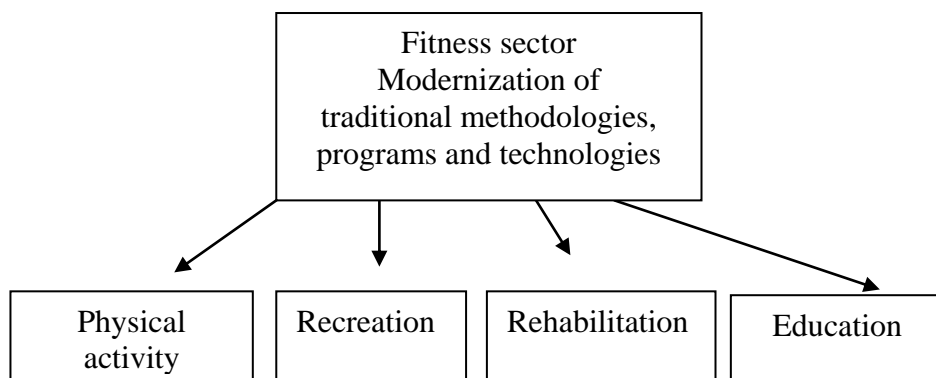 Fitness sector
Modernization of
traditional methodologies,
programs and technologies
Physical
activity
Recreation
Rehabilitation
Education